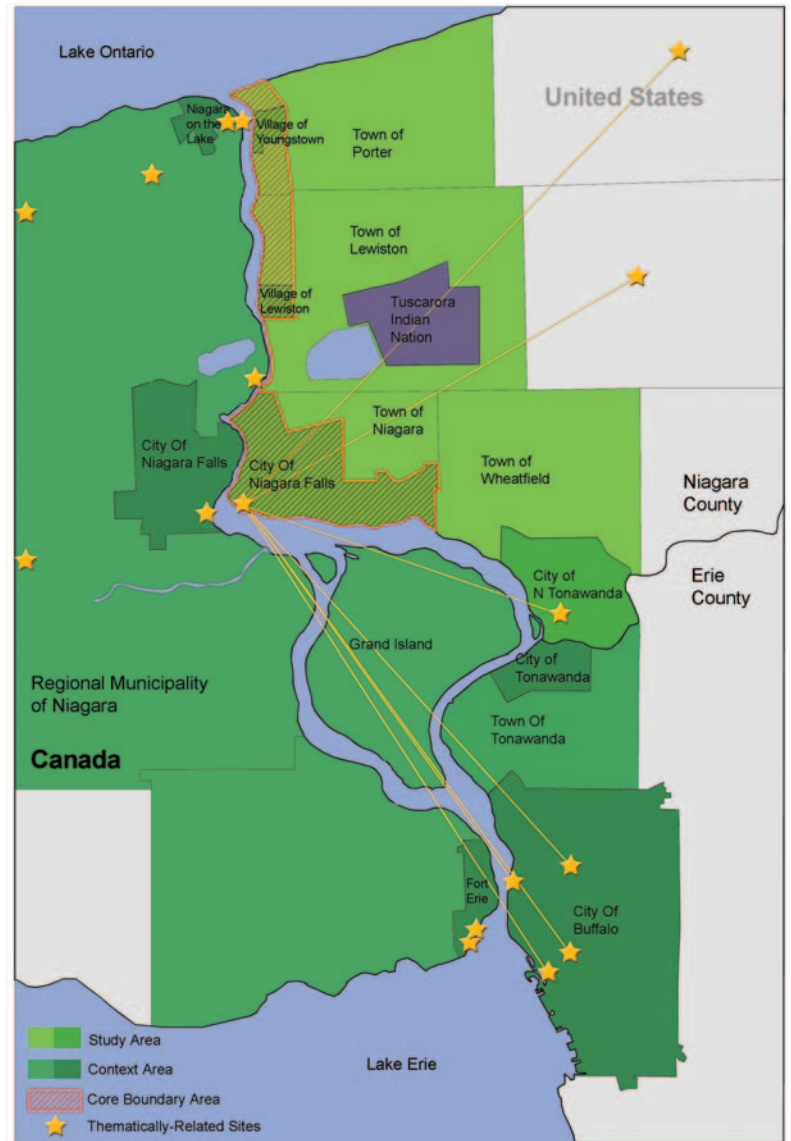 Lake Ontario
United States
Niagara
on the
Lake
Village of
Youngstown
Town of
Porter
Town of
Lewiston
Village of
Lewiston
Tuscarora
Indian
Nation
Town of
Niagara
City Of
Niagara Falls
City Of
Niagara Falls
Town of
Wheatfield
Niagara
County
Erie
County
City of
N Tonawanda
Grand Island
City of
Tonawanda
Regional Municipality
of Niagara
Town Of
Tonawanda
Canada
Fort
Erie
City Of
Buffalo
Lake Erie
Study Area
Context Area
Core Boundary Area
Thematically-Related Sites